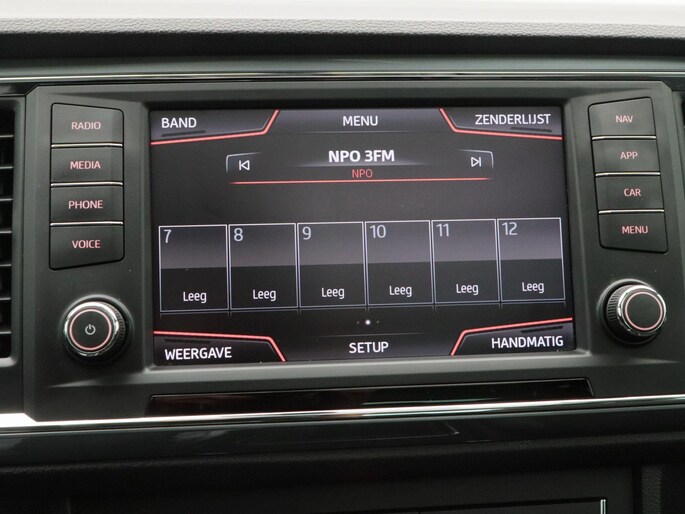 RADIO
MEDIA
PHONE
VOICE
BAND
MENU
ZENDERLIJST
NPO 3FM
NPO
7
8
9
10
11
12
Leeg
Leeg
Leeg
Leeg
Leeg
Leeg
WEERGAVE
SETUP
HANDMATIG
NAV
APP
CAR
MENU